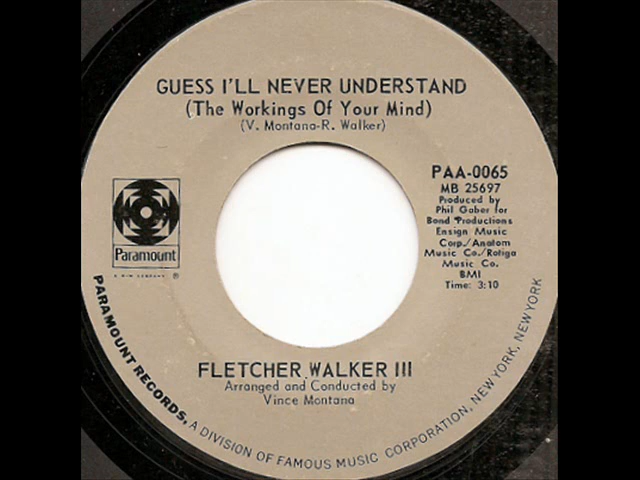 GUESS I'LL NEVER UNDERSTAND
(The Workings Of Your Mind)
(V. Montana-R. Walker)
PAA-0065
MB 25697
Produced by
Phil Gaber for
Bond Productions
Ensign Music
Corp./Anatom
Music Co./Rotiga
Music Co.
BMI
Time: 3:10
Paramount
®
FLETCHER WALKER III
Arranged and Conducted by
Vince Montana
PARAMOUNT RECORDS, A DIVISION OF FAMOUS MUSIC CORPORATION, NEW YORK, NEW YORK